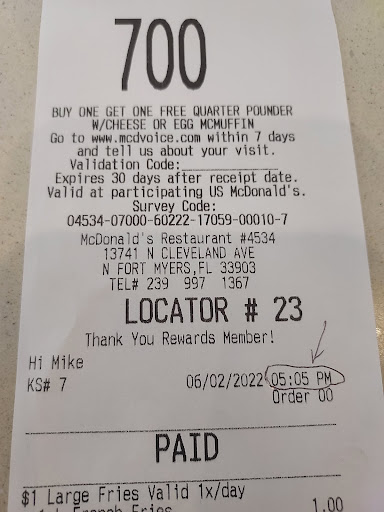 700
BUY ONE GET ONE FREE QUARTER POUNDER
W/CHEESE OR EGG MCMUFFIN
Go to www.mcdvoice.com within 7 days
and tell us about your visit.
Validation Code:____________
Expires 30 days after receipt date.
Valid at participating US McDonald's.
Survey Code:
04534-07000-60222-17059-00010-7
McDonald's Restaurant #4534
13741 N CLEVELAND AVE
N FORT MYERS,FL 33903
TEL# 239 997 1367
LOCATOR # 23
Thank You Rewards Member!
Hi Mike
KS# 7 06/02/2022 05:05 PM
Order 00
PAID
$1 Large Fries Valid 1x/day
French Fries 1.00